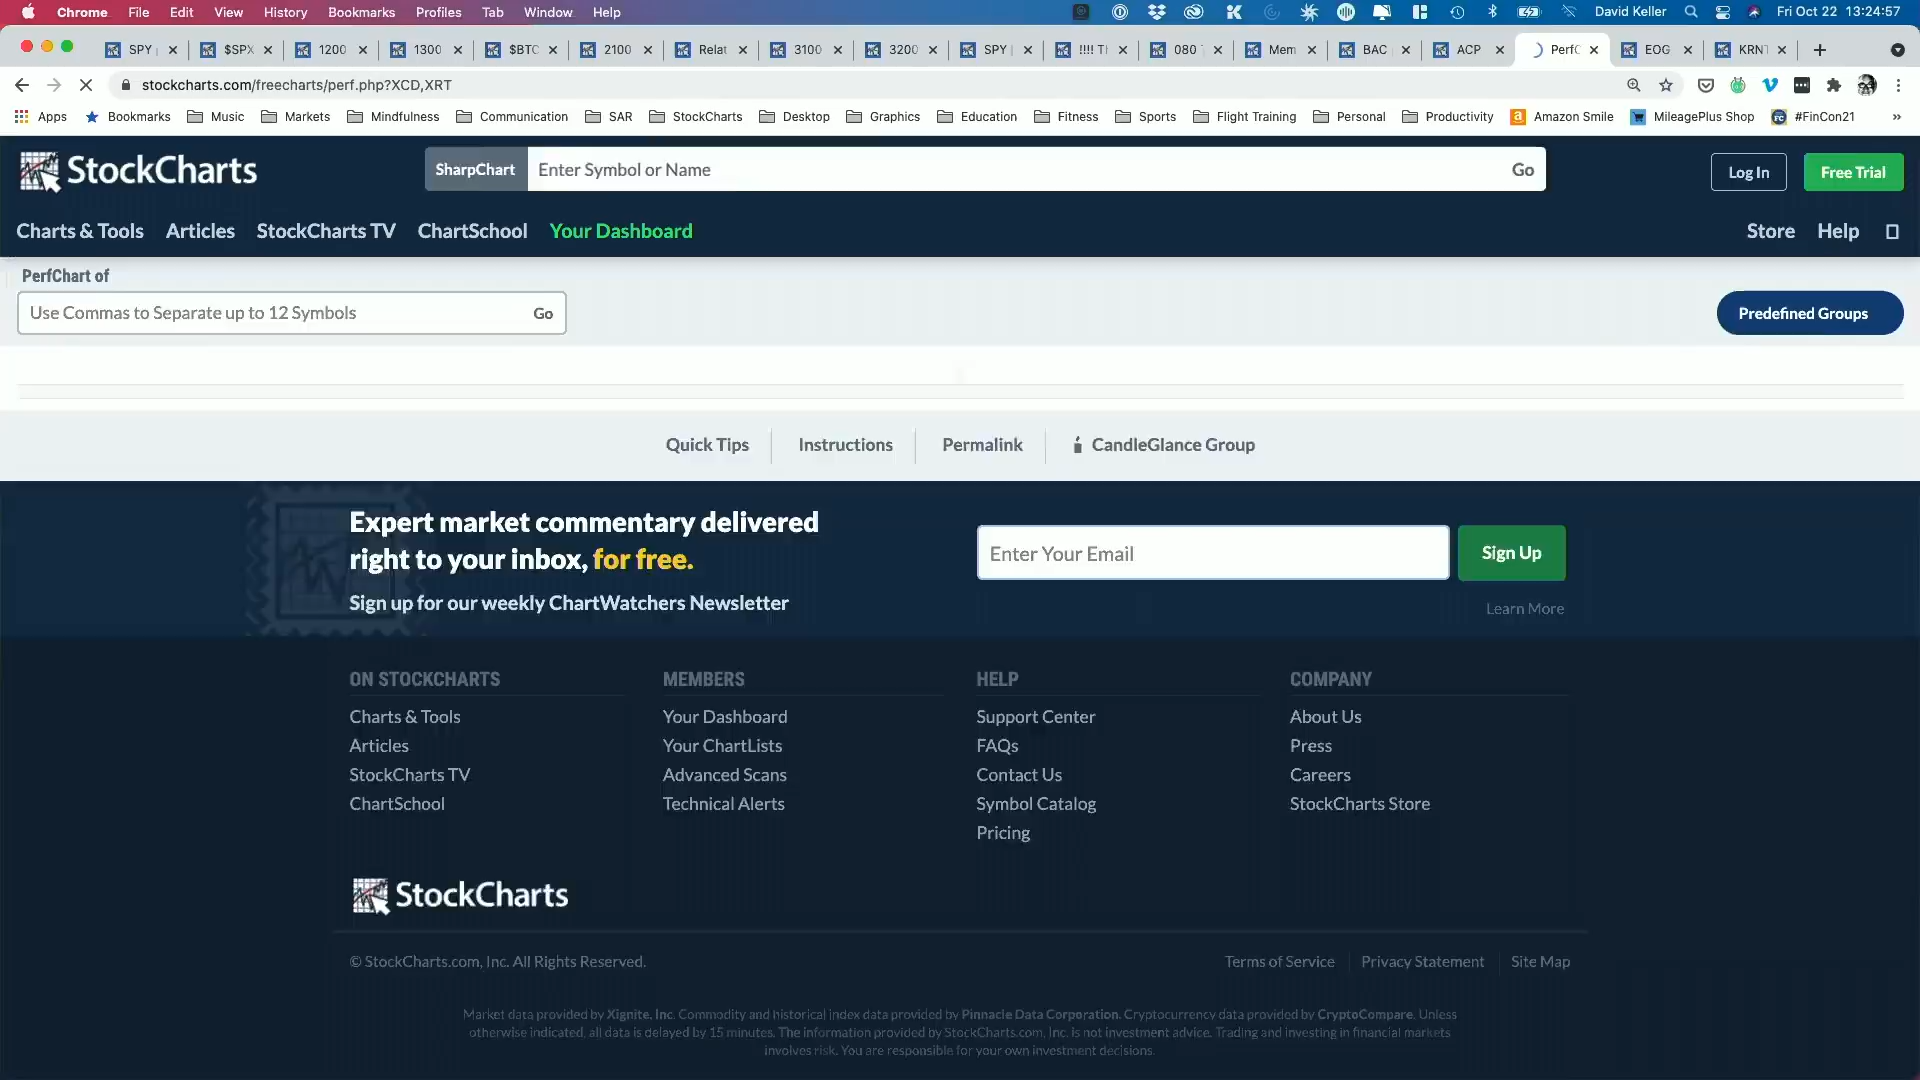 Chrome File Edit View History Bookmarks Profiles Tab Window Help David Keller Fri Oct 22 13:24:57
SPY $SPX 1200 1300 $BTC 2100 Relat 3100 3200 SPY !!!! Tl 080 Mem BAC ACP PerfC EOG KRNT
stockcharts.com/freecharts/perf.php?XCD,XRT
Apps Bookmarks Music Markets Mindfulness Communication SAR StockCharts Desktop Graphics Education Fitness Sports Flight Training Personal Productivity Amazon Smile MileagePlus Shop #FinCon21 »
StockCharts SharpChart Enter Symbol or Name Go Log In Free Trial
Charts & Tools Articles StockCharts TV ChartSchool Your Dashboard Store Help
PerfChart of
Use Commas to Separate up to 12 Symbols Go Predefined Groups
Quick Tips Instructions Permalink CandleGlance Group
Expert market commentary delivered
right to your inbox, for free.
Sign up for our weekly ChartWatchers Newsletter
Enter Your Email Sign Up
Learn More
ON STOCKCHARTS
Charts & Tools
Articles
StockCharts TV
ChartSchool
MEMBERS
Your Dashboard
Your ChartLists
Advanced Scans
Technical Alerts
HELP
Support Center
FAQs
Contact Us
Symbol Catalog
Pricing
COMPANY
About Us
Press
Careers
StockCharts Store
StockCharts
© StockCharts.com, Inc. All Rights Reserved. Terms of Service Privacy Statement Site Map
Market data provided by Xignite, Inc. Commodity and historical index data provided by Pinnacle Data Corporation. Cryptocurrency data provided by CryptoCompare. Unless
otherwise indicated, all data is delayed by 15 minutes. The information provided by StockCharts.com, Inc. is not investment advice. Trading and investing in financial markets
involves risk. You are responsible for your own investment decisions.